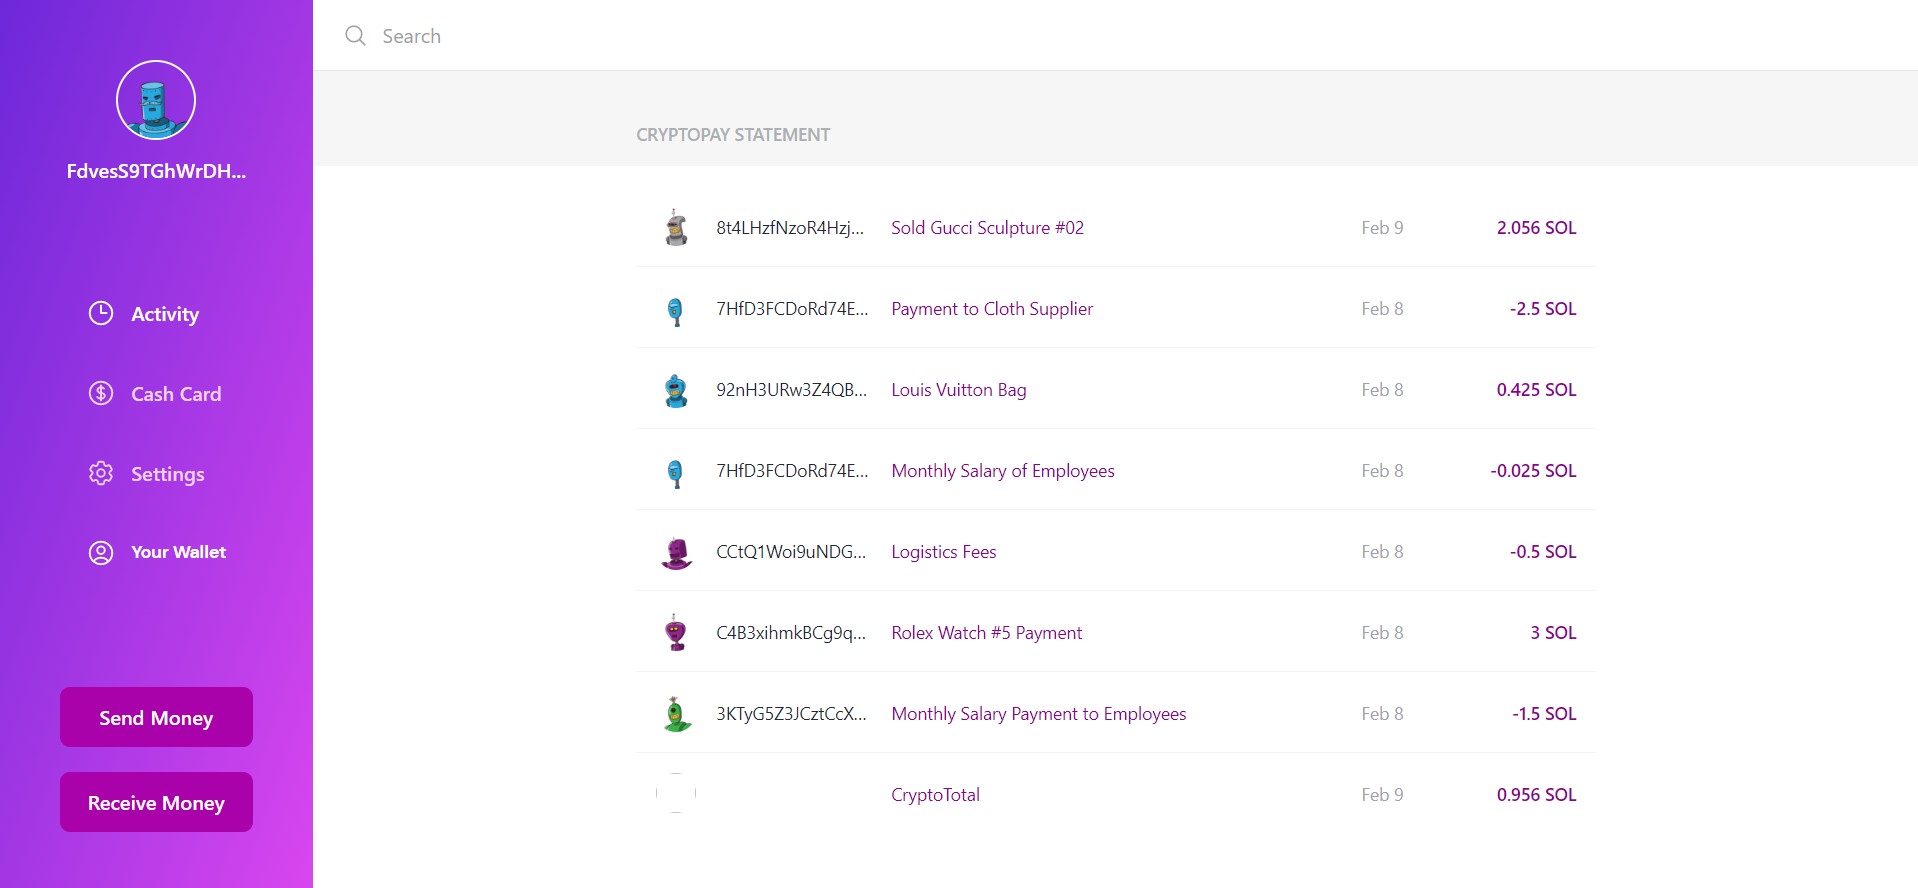 Search
FdvesS9TGhWrDH...
Activity
Cash Card
Settings
Your Wallet
Send Money
Receive Money
CRYPTOPAY STATEMENT
8t4LHzfNzoR4Hzj... Sold Gucci Sculpture #02 Feb 9 2.056 SOL
7HfD3FCDoRd74E... Payment to Cloth Supplier Feb 8 -2.5 SOL
92nH3URw3Z4QB... Louis Vuitton Bag Feb 8 0.425 SOL
7HfD3FCDoRd74E... Monthly Salary of Employees Feb 8 -0.025 SOL
CCtQ1Woi9uNDG... Logistics Fees Feb 8 -0.5 SOL
C4B3xihmkBCg9q... Rolex Watch #5 Payment Feb 8 3 SOL
3KTyG5Z3JCztCcX... Monthly Salary Payment to Employees Feb 8 -1.5 SOL
CryptoTotal Feb 9 0.956 SOL